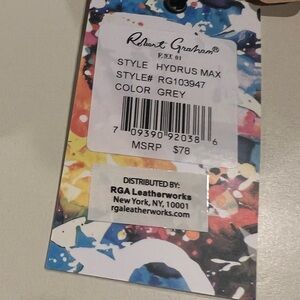 Robert Graham®
EST 01
STYLE HYDRUS MAX
STYLE# RG103947
COLOR GREY
7 09390 92038 6
MSRP $78
DISTRIBUTED BY:
RGA Leatherworks
New York, NY, 10001
rgaleatherworks.com